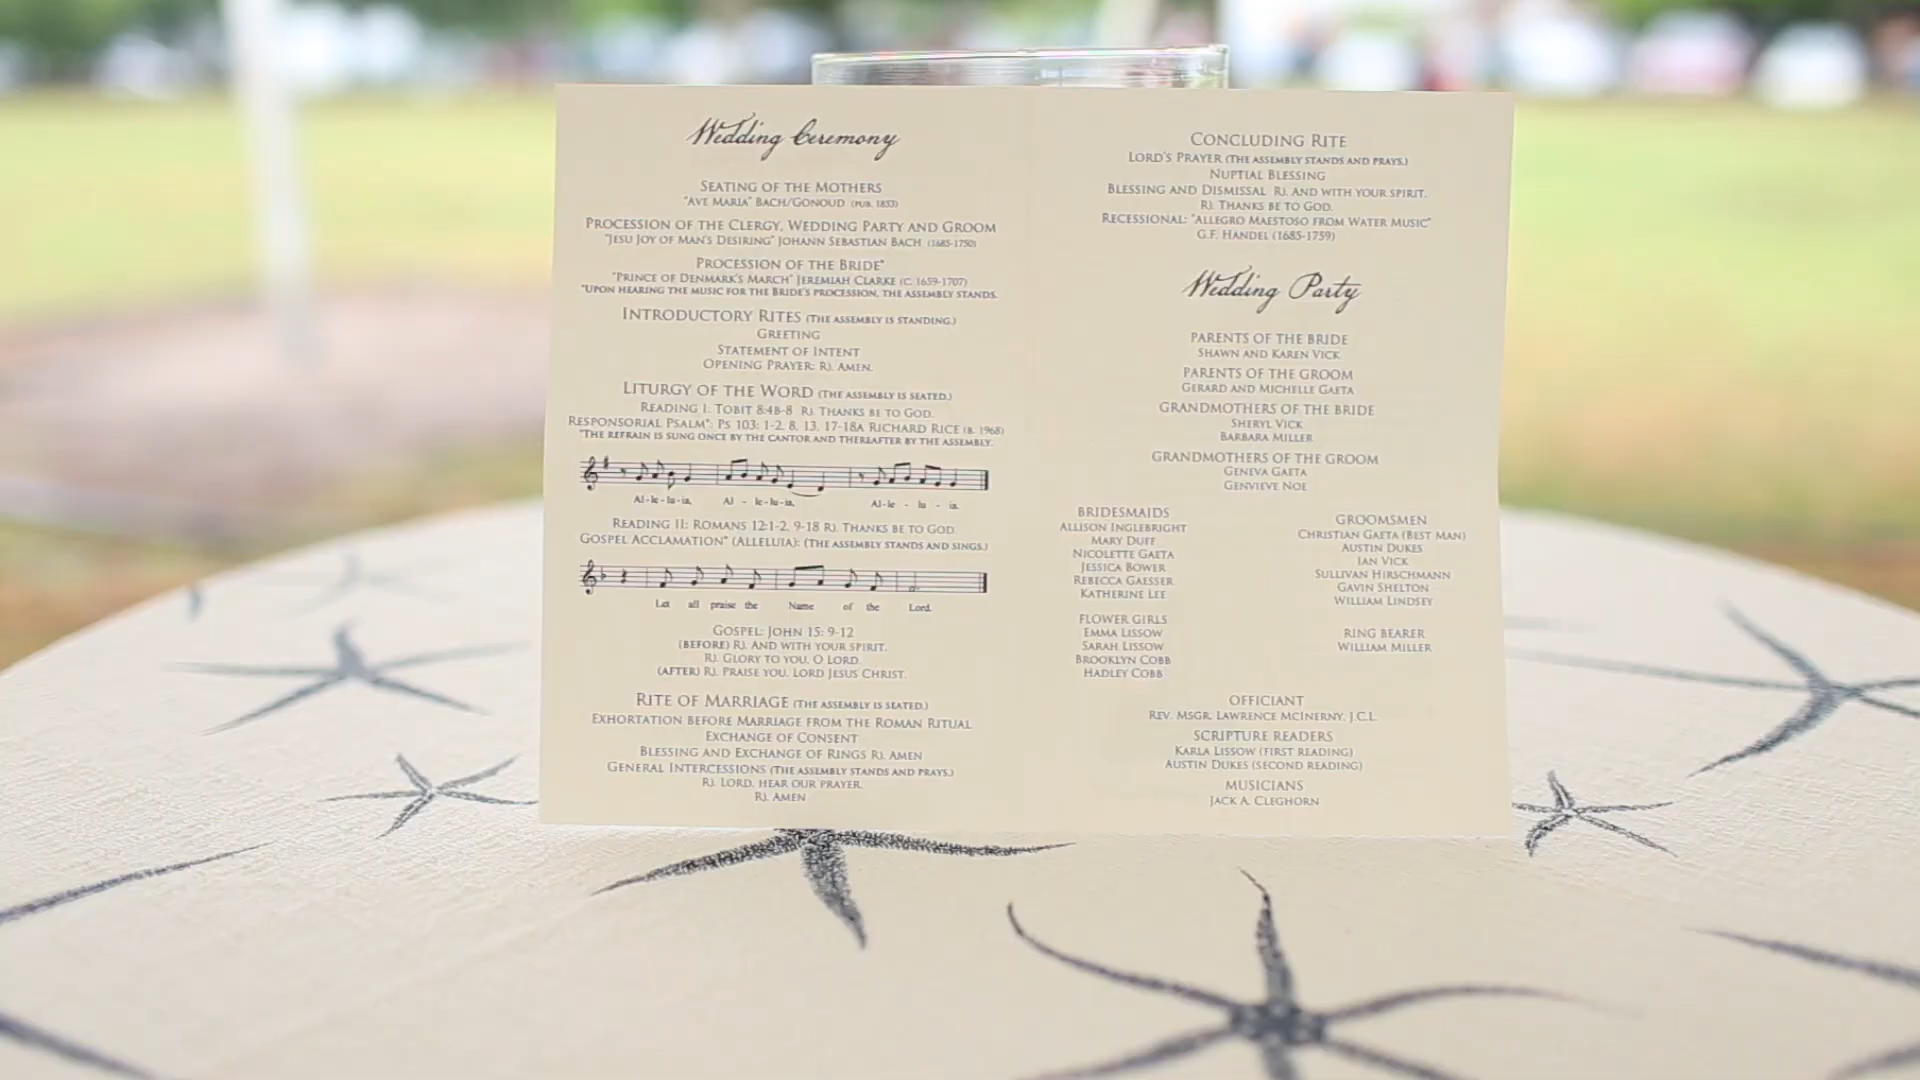 Wedding Ceremony
SEATING OF THE MOTHERS
"AVE MARIA" BACH/GONOUD (PUB. 1853)
PROCESSION OF THE CLERGY, WEDDING PARTY AND GROOM
"JESU JOY OF MAN'S DESIRING" JOHANN SEBASTIAN BACH (1685-1750)
PROCESSION OF THE BRIDE*
"PRINCE OF DENMARK'S MARCH" JEREMIAH CLARKE (C. 1659-1707)
*UPON HEARING THE MUSIC FOR THE BRIDE'S PROCESSION, THE ASSEMBLY STANDS.
INTRODUCTORY RITES (THE ASSEMBLY IS STANDING.)
GREETING
STATEMENT OF INTENT
OPENING PRAYER: R). AMEN.
LITURGY OF THE WORD (THE ASSEMBLY IS SEATED.)
READING I: TOBIT 8:4B-8 R). THANKS BE TO GOD.
RESPONSORIAL PSALM*: PS 103: 1-2, 8, 13, 17-18A RICHARD RICE (B. 1968)
*THE REFRAIN IS SUNG ONCE BY THE CANTOR AND THEREAFTER BY THE ASSEMBLY.
Al-le-lu-ia, Al - le-lu-ia, Al-le - lu - ia.
READING II: ROMANS 12:1-2, 9-18 R). THANKS BE TO GOD.
GOSPEL ACCLAMATION* (ALLELUIA): (THE ASSEMBLY STANDS AND SINGS.)
Let all praise the Name of the Lord.
GOSPEL: JOHN 15: 9-12
(BEFORE) R). AND WITH YOUR SPIRIT.
R). GLORY TO YOU, O LORD.
(AFTER) R). PRAISE YOU, LORD JESUS CHRIST.
RITE OF MARRIAGE (THE ASSEMBLY IS SEATED.)
EXHORTATION BEFORE MARRIAGE FROM THE ROMAN RITUAL
EXCHANGE OF CONSENT
BLESSING AND EXCHANGE OF RINGS R). AMEN
GENERAL INTERCESSIONS (THE ASSEMBLY STANDS AND PRAYS.)
R). LORD, HEAR OUR PRAYER.
R). AMEN
CONCLUDING RITE
LORD'S PRAYER (THE ASSEMBLY STANDS AND PRAYS.)
NUPTIAL BLESSING
BLESSING AND DISMISSAL R). AND WITH YOUR SPIRIT.
R). THANKS BE TO GOD.
RECESSIONAL: "ALLEGRO MAESTOSO FROM WATER MUSIC"
G.F. HANDEL (1685-1759)
Wedding Party
PARENTS OF THE BRIDE
SHAWN AND KAREN VICK
PARENTS OF THE GROOM
GERARD AND MICHELLE GAETA
GRANDMOTHERS OF THE BRIDE
SHERYL VICK
BARBARA MILLER
GRANDMOTHERS OF THE GROOM
GENEVA GAETA
GENVIEVE NOE
BRIDESMAIDS
ALLISON INGLEBRIGHT
MARY DUFF
NICOLETTE GAETA
JESSICA BOWER
REBECCA GAESSER
KATHERINE LEE
FLOWER GIRLS
EMMA LISSOW
SARAH LISSOW
BROOKLYN COBB
HADLEY COBB
GROOMSMEN
CHRISTIAN GAETA (BEST MAN)
AUSTIN DUKES
IAN VICK
SULLIVAN HIRSCHMANN
GAVIN SHELTON
WILLIAM LINDSEY
RING BEARER
WILLIAM MILLER
OFFICIANT
REV. MSGR. LAWRENCE MCINERNY, J.C.L.
SCRIPTURE READERS
KARLA LISSOW (FIRST READING)
AUSTIN DUKES (SECOND READING)
MUSICIANS
JACK A. CLEGHORN